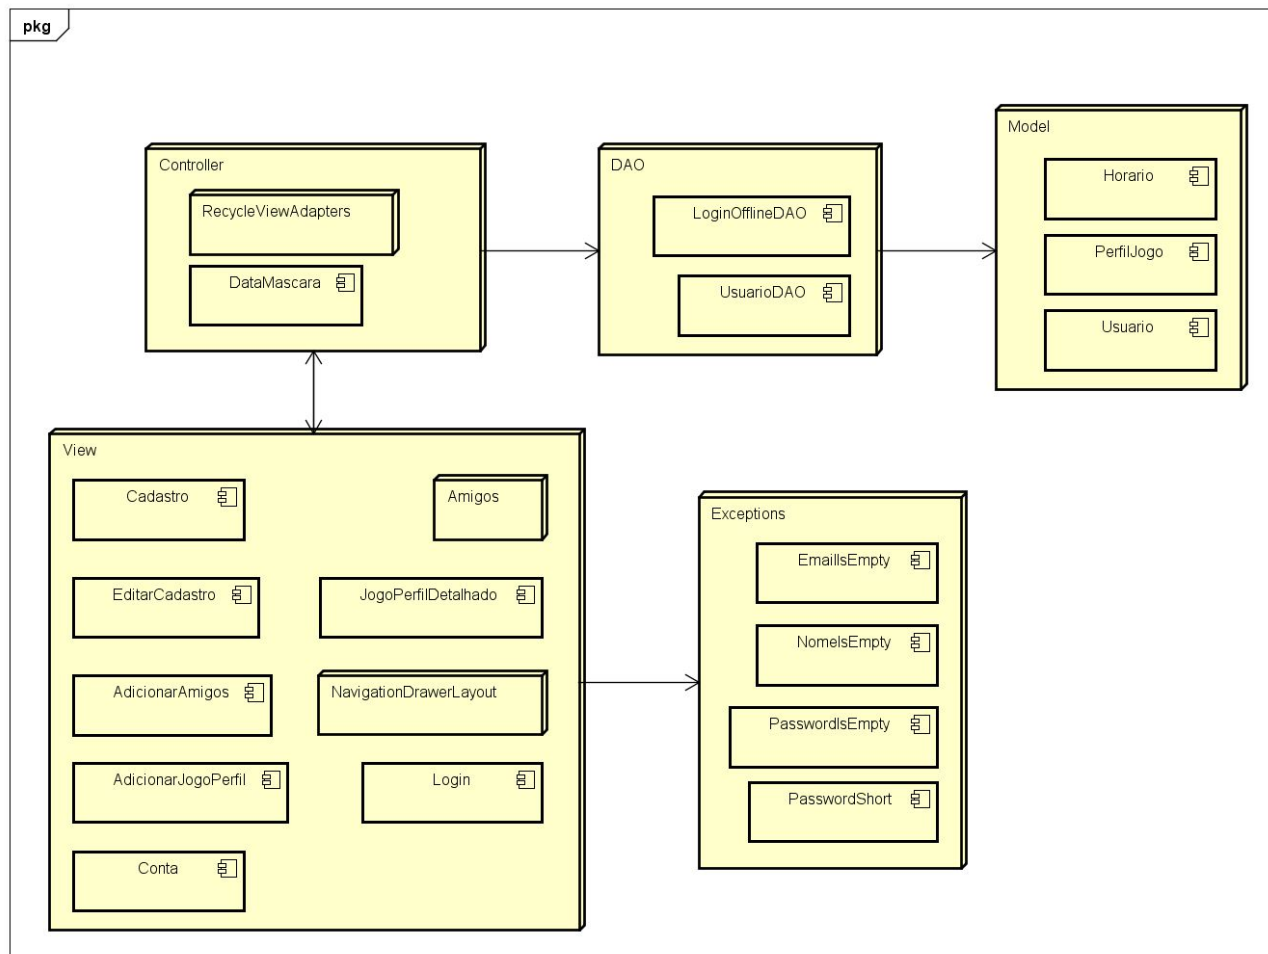 pkg
Controller
RecycleViewAdapters
DataMascara
DAO
LoginOfflineDAO
UsuarioDAO
Model
Horario
PerfilJogo
Usuario
View
Cadastro
Amigos
EditarCadastro
JogoPerfilDetalhado
AdicionarAmigos
NavigationDrawerLayout
AdicionarJogoPerfil
Login
Conta
Exceptions
EmailIsEmpty
NomeIsEmpty
PasswordIsEmpty
PasswordShort